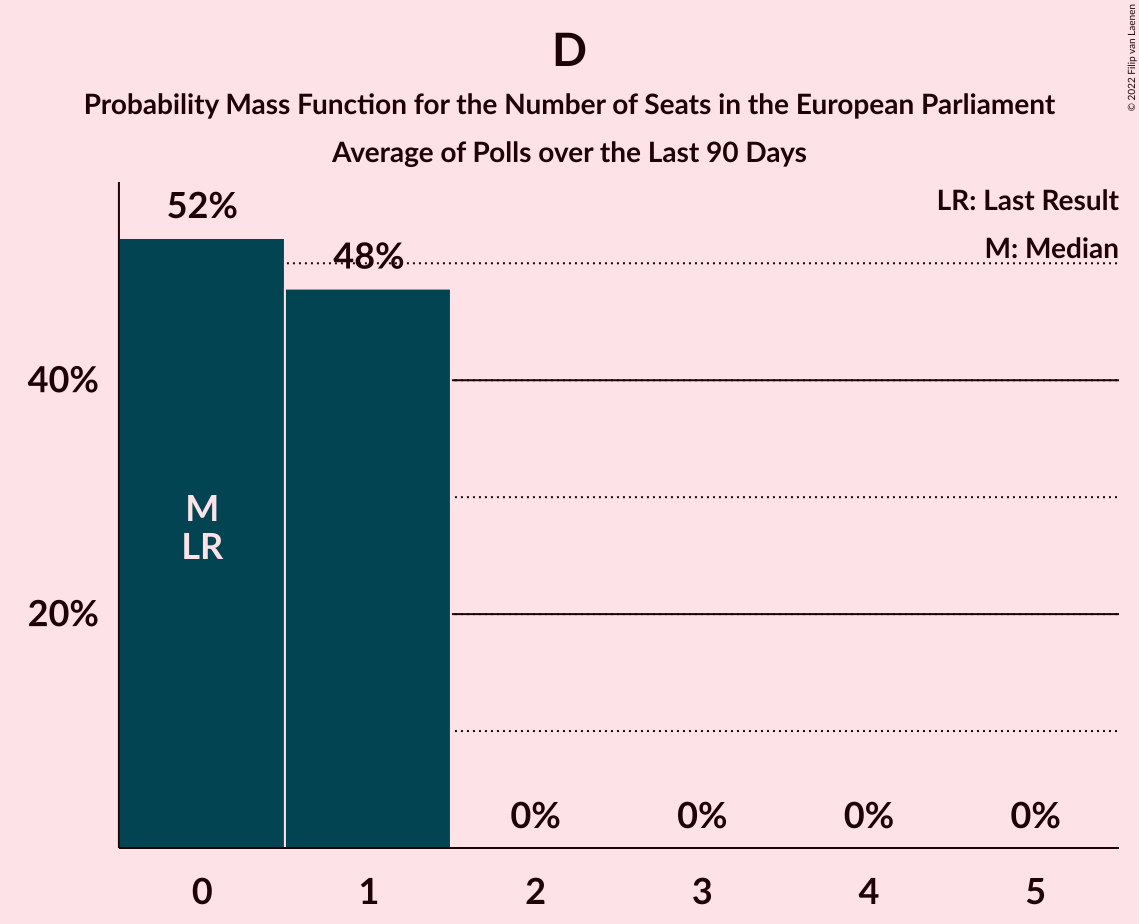 D
Probability Mass Function for the Number of Seats in the European Parliament
Average of Polls over the Last 90 Days
© 2022 Filip van Laenen
LR: Last Result
M: Median
52%
48%
40%
20%
M
LR
0%
0%
0%
0%
0
1
2
3
4
5